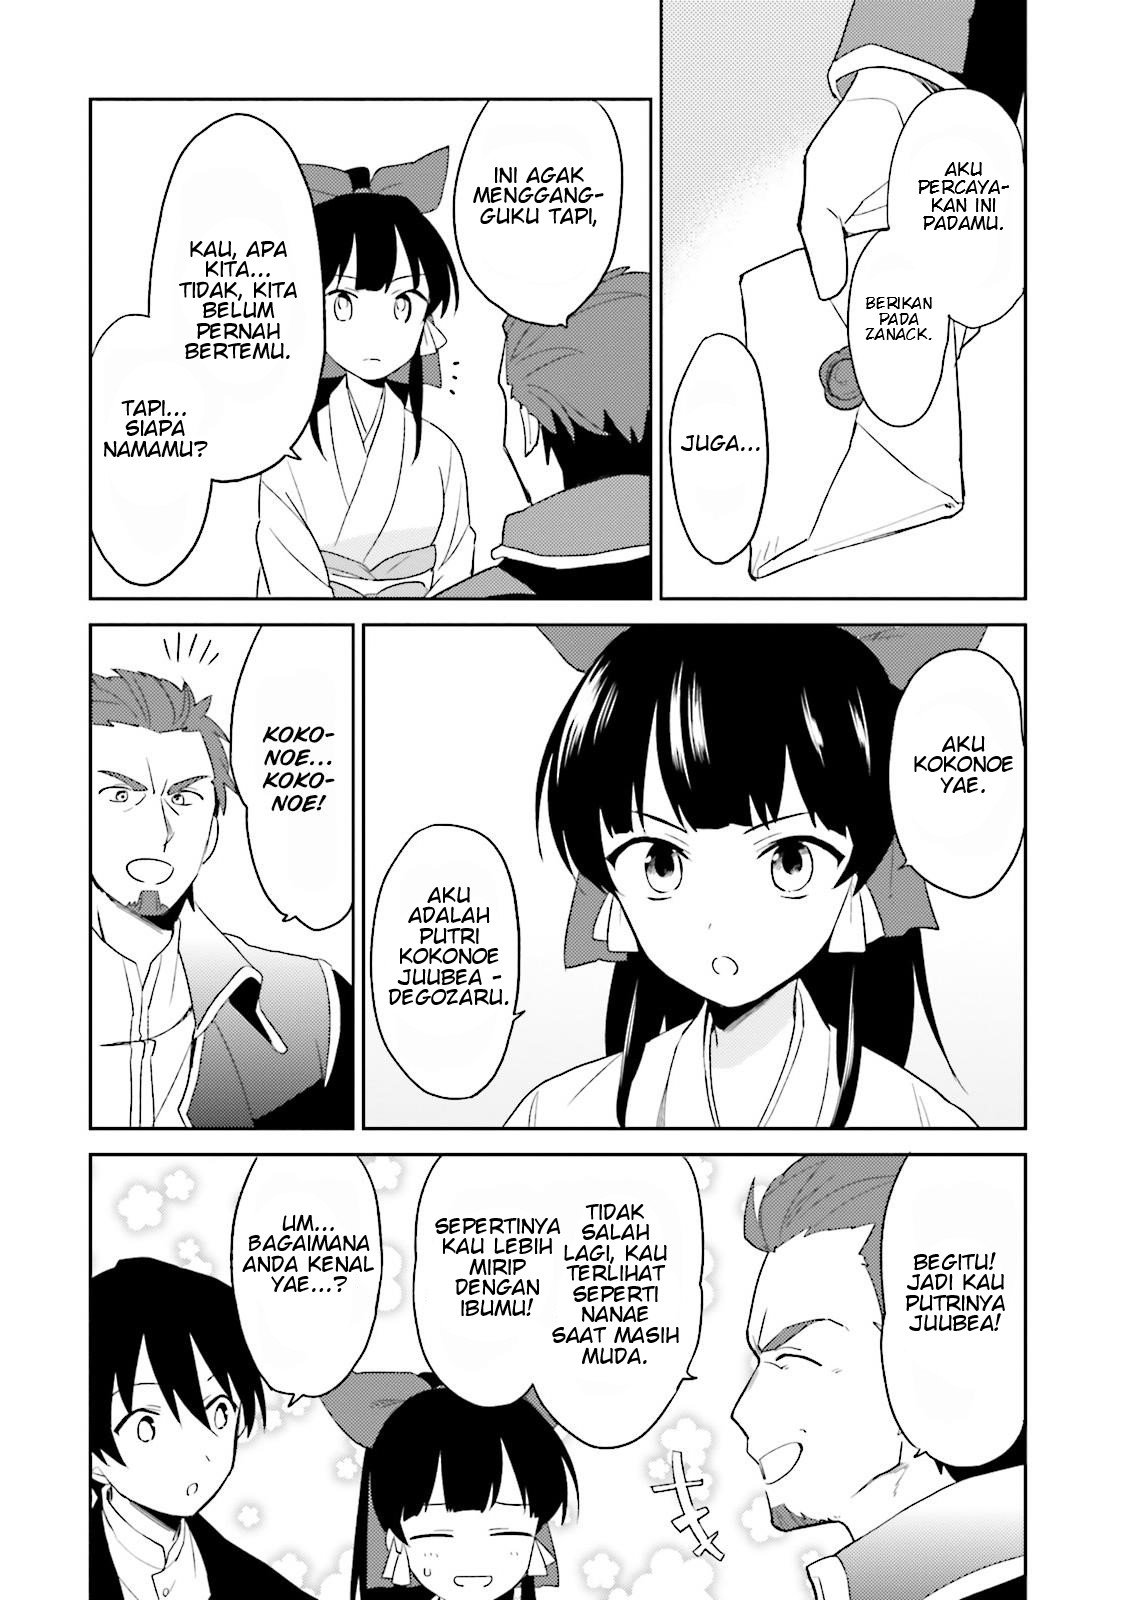 AKU
PERCAYA-
KAN INI
PADAMU.
BERIKAN
PADA
ZANACK.
JUGA...
INI AGAK
MENGGANG-
GUKU TAPI,
KAU, APA
KITA...
TIDAK, KITA
BELUM
PERNAH
BERTEMU.
TAPI...
SIAPA
NAMAMU?
AKU
KOKONOE
YAE.
AKU
ADALAH
PUTRI
KOKONOE
JUUBEA -
DEGOZARU.
KOKO-
NOE...
KOKO-
NOE!
BEGITU!
JADI KAU
PUTRINYA
JUUBEA!
TIDAK
SALAH
LAGI, KAU
TERLIHAT
SEPERTI
NANAE
SAAT MASIH
MUDA.
SEPERTINYA
KAU LEBIH
MIRIP
DENGAN
IBUMU!
UM...
BAGAIMANA
ANDA KENAL
YAE...?